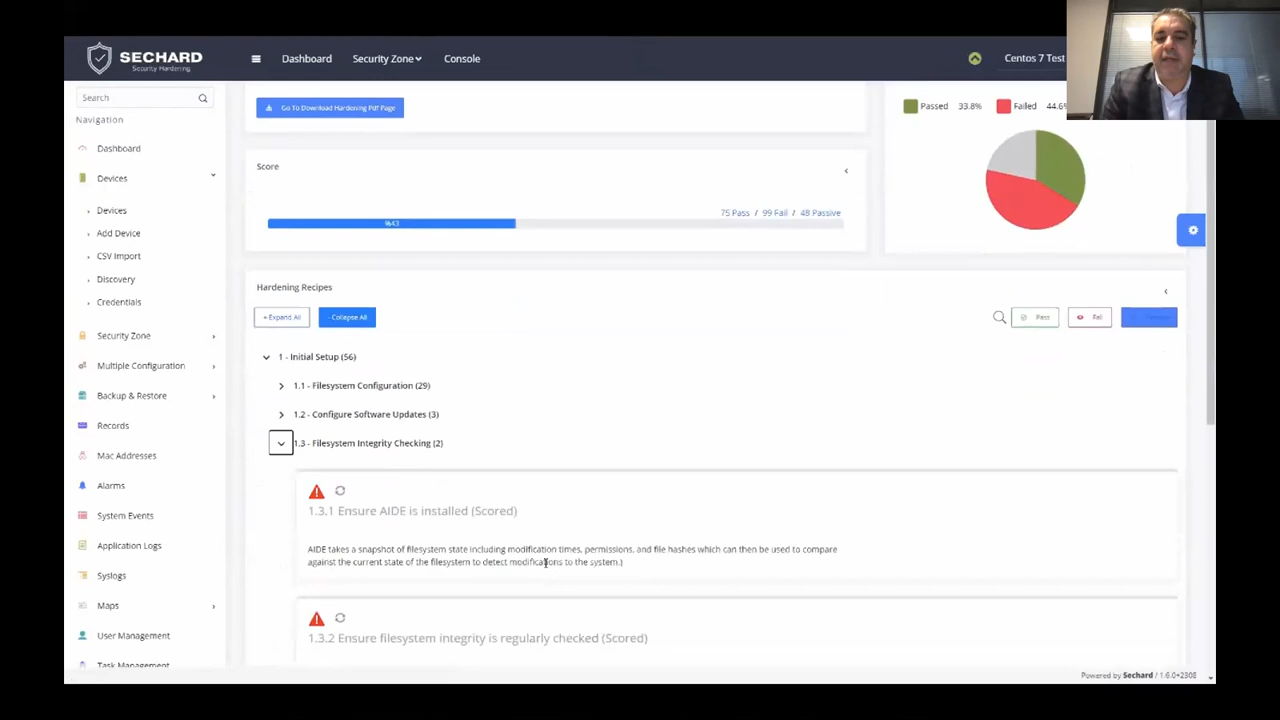 SECHARD
Security Hardening
Dashboard
Security Zone
Console
Centos 7 Test
Search
Navigation
Dashboard
Devices
Devices
Add Device
CSV Import
Discovery
Credentials
Security Zone
Multiple Configuration
Backup & Restore
Records
Mac Addresses
Alarms
System Events
Application Logs
Syslogs
Maps
User Management
Task Management
Go To Download Hardening Pdf Page
Passed 33.8%
Failed 44.6%
Score
75 Pass / 99 Fail / 48 Passive
%43
Hardening Recipes
+ Expand All
- Collapse All
Pass
Fail
1 - Initial Setup (56)
1.1 - Filesystem Configuration (29)
1.2 - Configure Software Updates (3)
1.3 - Filesystem Integrity Checking (2)
1.3.1 Ensure AIDE is installed (Scored)
AIDE takes a snapshot of filesystem state including modification times, permissions, and file hashes which can then be used to compare
against the current state of the filesystem to detect modifications to the system.)
1.3.2 Ensure filesystem integrity is regularly checked (Scored)
Powered by Sechard / 1.6.0+2308